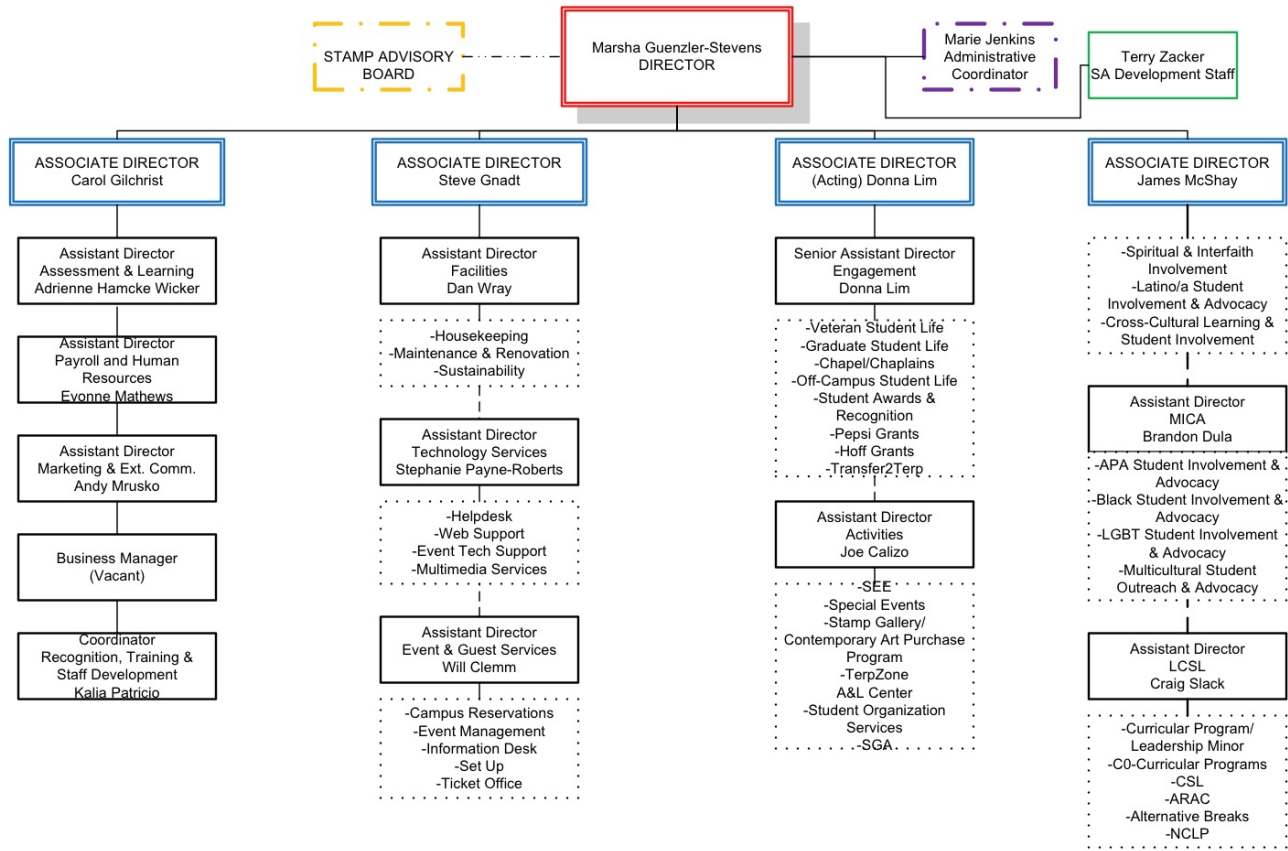 STAMP ADVISORY
BOARD
Marsha Guenzler-Stevens
DIRECTOR
Marie Jenkins
Administrative
Coordinator
Terry Zacker
SA Development Staff
ASSOCIATE DIRECTOR
Carol Gilchrist
Assistant Director
Assessment & Learning
Adrienne Hamcke Wicker
Assistant Director
Payroll and Human
Resources
Evonne Mathews
Assistant Director
Marketing & Ext. Comm.
Andy Mrusko
Business Manager
(Vacant)
Coordinator
Recognition, Training &
Staff Development
Kalia Patricio
ASSOCIATE DIRECTOR
Steve Gnadt
Assistant Director
Facilities
Dan Wray
-Housekeeping
-Maintenance & Renovation
-Sustainability
Assistant Director
Technology Services
Stephanie Payne-Roberts
-Helpdesk
-Web Support
-Event Tech Support
-Multimedia Services
Assistant Director
Event & Guest Services
Will Clemm
-Campus Reservations
-Event Management
-Information Desk
-Set Up
-Ticket Office
ASSOCIATE DIRECTOR
(Acting) Donna Lim
Senior Assistant Director
Engagement
Donna Lim
-Veteran Student Life
-Graduate Student Life
-Chapel/Chaplains
-Off-Campus Student Life
-Student Awards &
Recognition
-Pepsi Grants
-Hoff Grants
-Transfer2Terp
Assistant Director
Activities
Joe Calizo
-SEE
-Special Events
-Stamp Gallery/
Contemporary Art Purchase
Program
-TerpZone
A&L Center
-Student Organization
Services
-SGA
ASSOCIATE DIRECTOR
James McShay
-Spiritual & Interfaith
Involvement
-Latino/a Student
Involvement & Advocacy
-Cross-Cultural Learning &
Student Involvement
Assistant Director
MICA
Brandon Dula
-APA Student Involvement &
Advocacy
-Black Student Involvement &
Advocacy
-LGBT Student Involvement
& Advocacy
-Multicultural Student
Outreach & Advocacy
Assistant Director
LCSL
Craig Slack
-Curricular Program/
Leadership Minor
-C0-Curricular Programs
-CSL
-ARAC
-Alternative Breaks
-NCLP